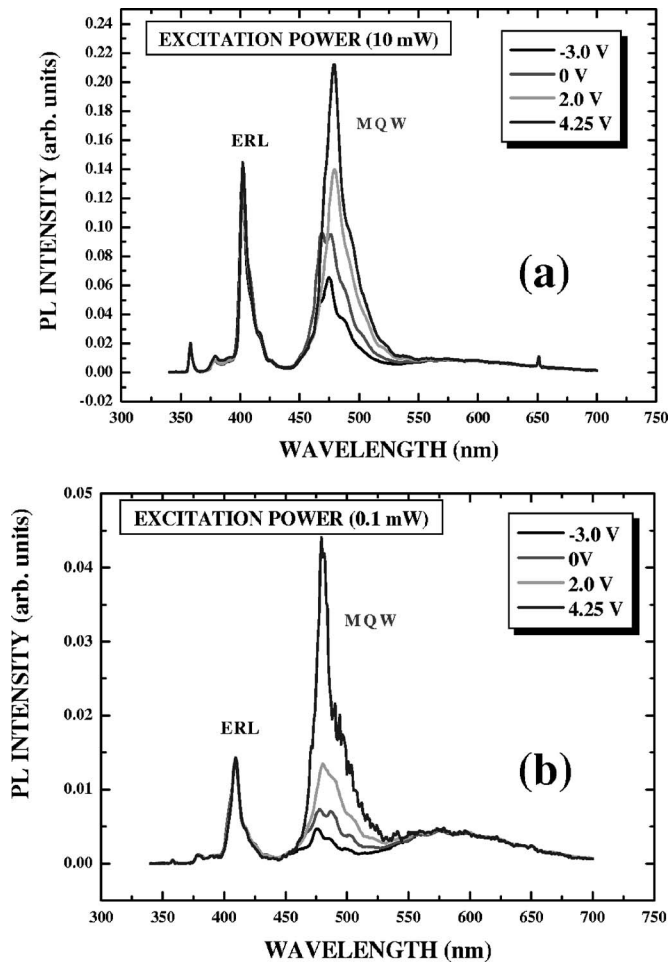 EXCITATION POWER (10 mW)
-3.0 V
0 V
2.0 V
4.25 V
ERL
MQW
(a)
PL INTENSITY (arb. units)
0.24
0.22
0.20
0.18
0.16
0.14
0.12
0.10
0.08
0.06
0.04
0.02
0.00
-0.02
300 350 400 450 500 550 600 650 700 750
WAVELENGTH (nm)
EXCITATION POWER (0.1 mW)
-3.0 V
0V
2.0 V
4.25 V
MQW
ERL
(b)
PL INTENSITY (arb. units)
0.05
0.04
0.03
0.02
0.01
0.00
300 350 400 450 500 550 600 650 700 750
WAVELENGTH (nm)